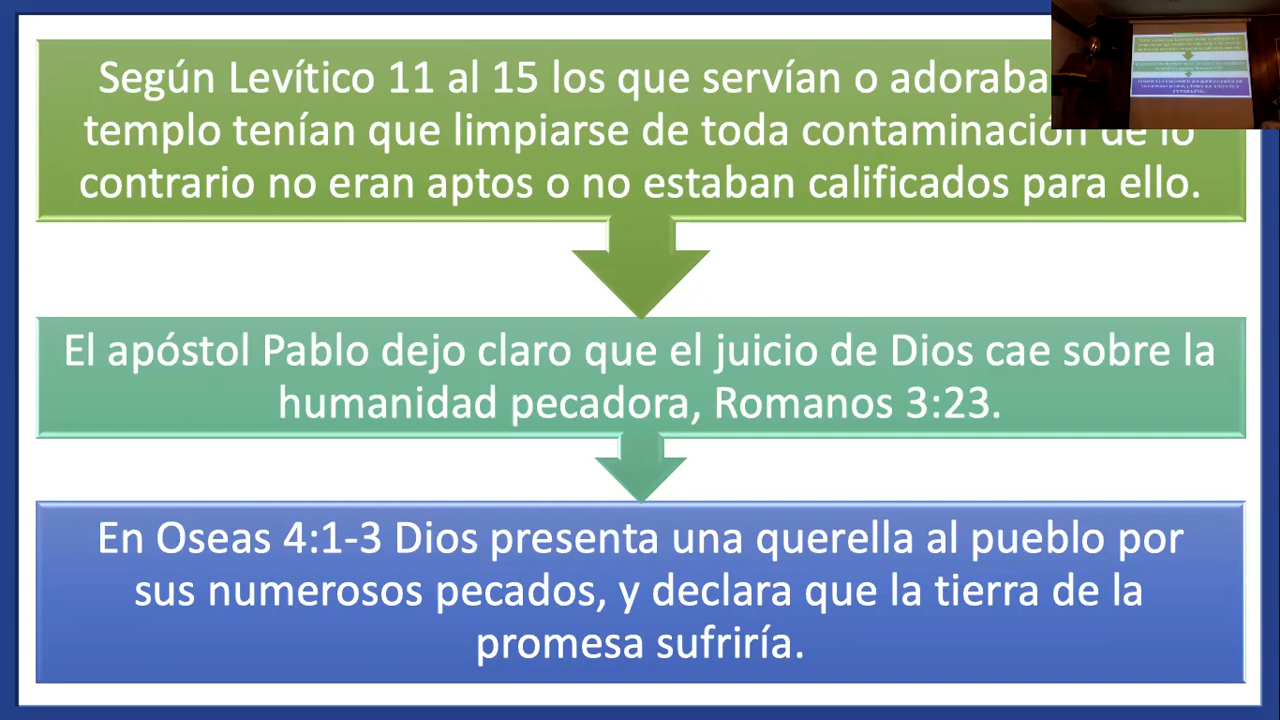 Según Levítico 11 al 15 los que servían o adoraba
templo tenían que limpiarse de toda contaminación de lo
contrario no eran aptos o no estaban calificados para ello.
El apóstol Pablo dejo claro que el juicio de Dios cae sobre la
humanidad pecadora, Romanos 3:23.
En Oseas 4:1-3 Dios presenta una querella al pueblo por
sus numerosos pecados, y declara que la tierra de la
promesa sufriría.